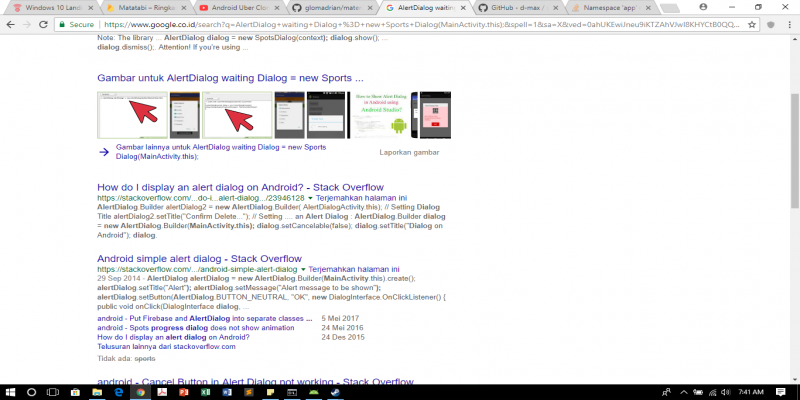 Windows 10 Land
Matatabi – Ringko
Android Uber Clo
glomadrian/mate
AlertDialog waitin
GitHub - d-max /
Namespace 'app'
Secure https://www.google.co.id/search?q=AlertDialog+waiting+Dialog+%3D+new+Sports+Dialog(MainActivity.this);&spell=1&sa=X&ved=0ahUKEwiJneu9iKTZAhVJwI8KHYCtB0QQ...
Note: The library ... AlertDialog dialog = new SpotsDialog(context); dialog.show(), ...
dialog.dismiss();. Attention! If you're using ...
Gambar untuk AlertDialog waiting Dialog = new Sports ...
How to Show Alert Dialog
in Android using
Android Studio?
Gambar lainnya untuk AlertDialog waiting Dialog = new Sports
Dialog(MainActivity.this);
Laporkan gambar
How do I display an alert dialog on Android? - Stack Overflow
https://stackoverflow.com/...do-i...alert-dialog.../23946128 Terjemahkan halaman ini
AlertDialog.Builder alertDialog2 = new AlertDialog.Builder( AlertDialogActivity.this); // Setting Dialog
Title alertDialog2.setTitle("Confirm Delete..."); // Setting .... an Alert Dialog : AlertDialog.Builder dialog
= new AlertDialog.Builder(MainActivity.this); dialog.setCancelable(false); dialog.setTitle("Dialog on
Android"); dialog.
Android simple alert dialog - Stack Overflow
https://stackoverflow.com/.../android-simple-alert-dialog Terjemahkan halaman ini
29 Sep 2014 - AlertDialog alertDialog = new AlertDialog.Builder(MainActivity.this).create();
alertDialog.setTitle("Alert"); alertDialog.setMessage("Alert message to be shown");
alertDialog.setButton(AlertDialog.BUTTON_NEUTRAL, "OK", new DialogInterface.OnClickListener() {
public void onClick(DialogInterface dialog, ...
android - Put Firebase and AlertDialog into separate classes ... 5 Mei 2017
android - Spots progress dialog does not show animation 24 Mei 2016
How do I display an alert dialog on Android? 24 Des 2015
Telusuran lainnya dari stackoverflow.com
Tidak ada: sports
android - Cancel Button in Alert Dialog not working - Stack Overflow
7:41 AM